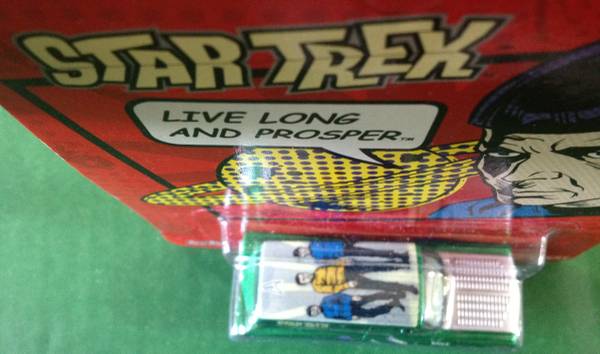 STAR TREK
LIVE LONG
AND PROSPER™